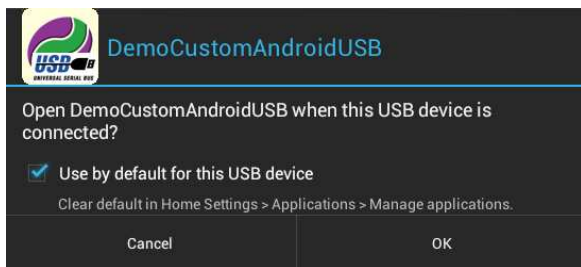 DemoCustomAndroidUSB
USB
UNIVERSAL SERIAL BUS
Open DemoCustomAndroidUSB when this USB device is
connected?
Use by default for this USB device
Clear default in Home Settings > Applications > Manage applications.
Cancel
OK